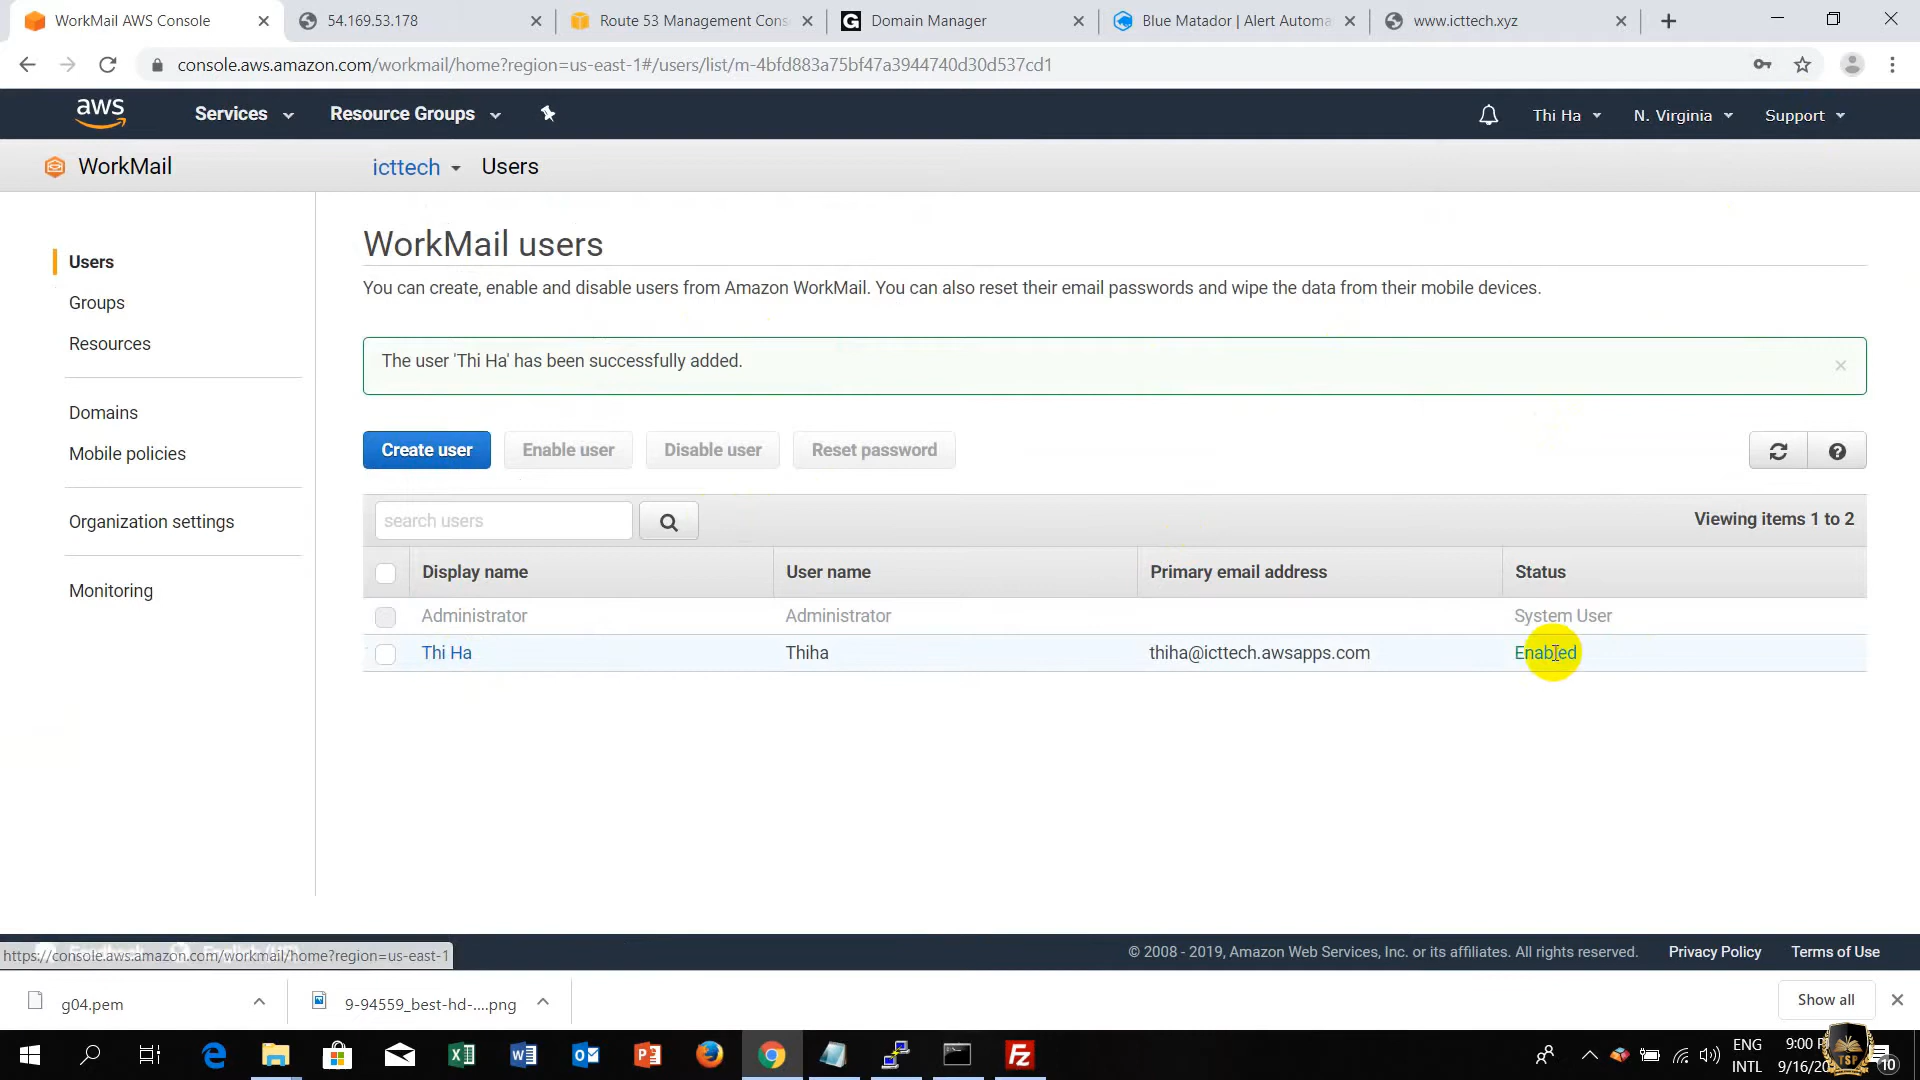 WorkMail AWS Console
54.169.53.178
Route 53 Management Cons
Domain Manager
Blue Matador | Alert Automa
www.icttech.xyz
console.aws.amazon.com/workmail/home?region=us-east-1#/users/list/m-4bfd883a75bf47a3944740d30d537cd1
aws
Services
Resource Groups
Thi Ha
N. Virginia
Support
WorkMail
icttech
Users
Users
Groups
Resources
Domains
Mobile policies
Organization settings
Monitoring
WorkMail users
You can create, enable and disable users from Amazon WorkMail. You can also reset their email passwords and wipe the data from their mobile devices.
The user 'Thi Ha' has been successfully added.
Create user
Enable user
Disable user
Reset password
search users
Viewing items 1 to 2
Display name
User name
Primary email address
Status
Administrator
Administrator
System User
Thi Ha
Thiha
thiha@icttech.awsapps.com
Enabled
https://console.aws.amazon.com/workmail/home?region=us-east-1
© 2008 - 2019, Amazon Web Services, Inc. or its affiliates. All rights reserved.
Privacy Policy
Terms of Use
g04.pem
9-94559_best-hd-....png
Show all
ENG
INTL
9:00
9/16/20
TSP
10